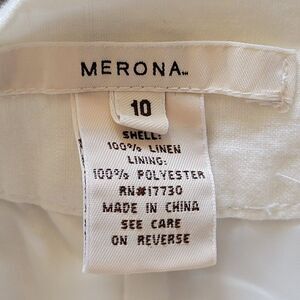 MERONA™
10
SHELL:
100% LINEN
LINING:
100% POLYESTER
RN#17730
MADE IN CHINA
SEE CARE
ON REVERSE